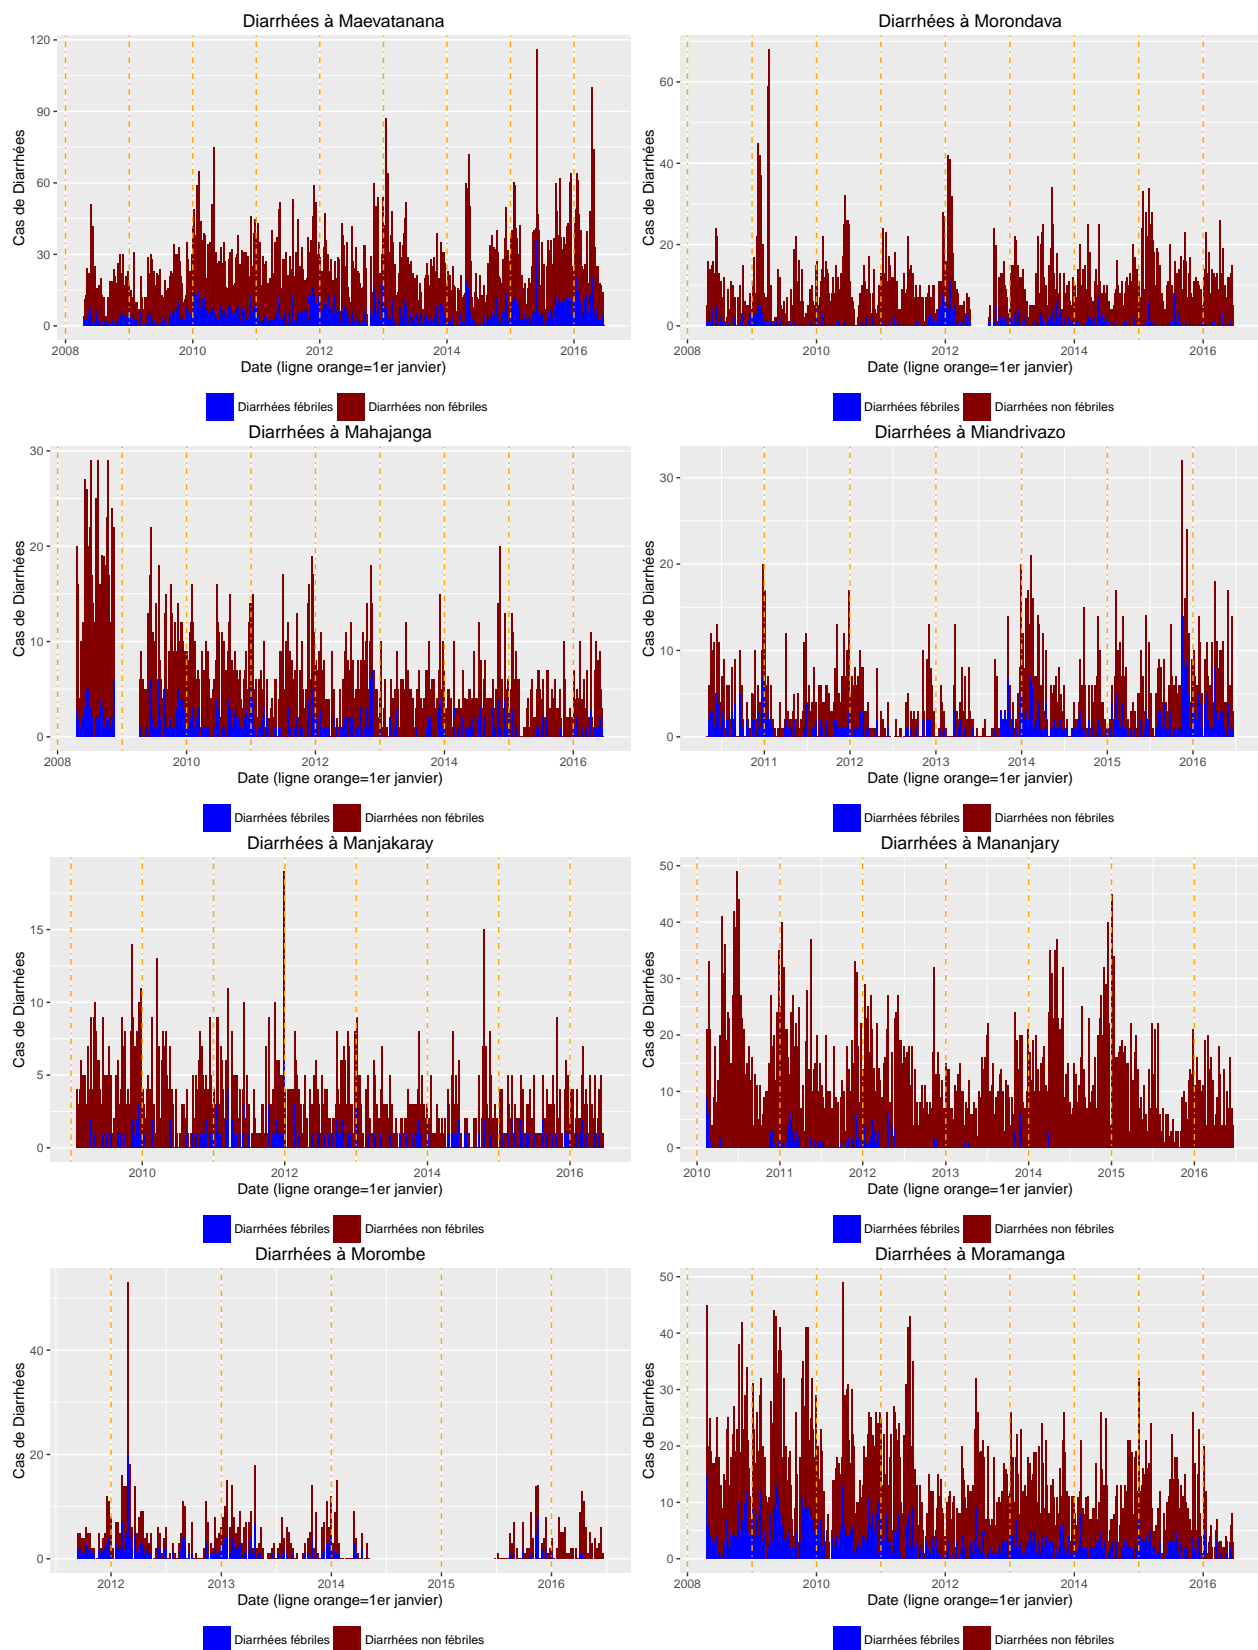 Diarrhées à Maevatanana
Cas de Diarrhées
120
90
60
30
0
2008 2010 2012 2014 2016
Date (ligne orange=1er janvier)
Diarrhées fébriles Diarrhées non fébriles
Diarrhées à Morondava
Cas de Diarrhées
60
40
20
0
2008 2010 2012 2014 2016
Date (ligne orange=1er janvier)
Diarrhées fébriles Diarrhées non fébriles
Diarrhées à Mahajanga
Cas de Diarrhées
30
20
10
0
2008 2010 2012 2014 2016
Date (ligne orange=1er janvier)
Diarrhées fébriles Diarrhées non fébriles
Diarrhées à Miandrivazo
Cas de Diarrhées
30
20
10
0
2011 2012 2013 2014 2015 2016
Date (ligne orange=1er janvier)
Diarrhées fébriles Diarrhées non fébriles
Diarrhées à Manjakaray
Cas de Diarrhées
15
10
5
0
2010 2012 2014 2016
Date (ligne orange=1er janvier)
Diarrhées fébriles Diarrhées non fébriles
Diarrhées à Mananjary
Cas de Diarrhées
50
40
30
20
10
0
2010 2011 2012 2013 2014 2015 2016
Date (ligne orange=1er janvier)
Diarrhées fébriles Diarrhées non fébriles
Diarrhées à Morombe
Cas de Diarrhées
40
20
0
2012 2013 2014 2015 2016
Date (ligne orange=1er janvier)
Diarrhées fébriles Diarrhées non fébriles
Diarrhées à Moramanga
Cas de Diarrhées
50
40
30
20
10
0
2008 2010 2012 2014 2016
Date (ligne orange=1er janvier)
Diarrhées fébriles Diarrhées non fébriles